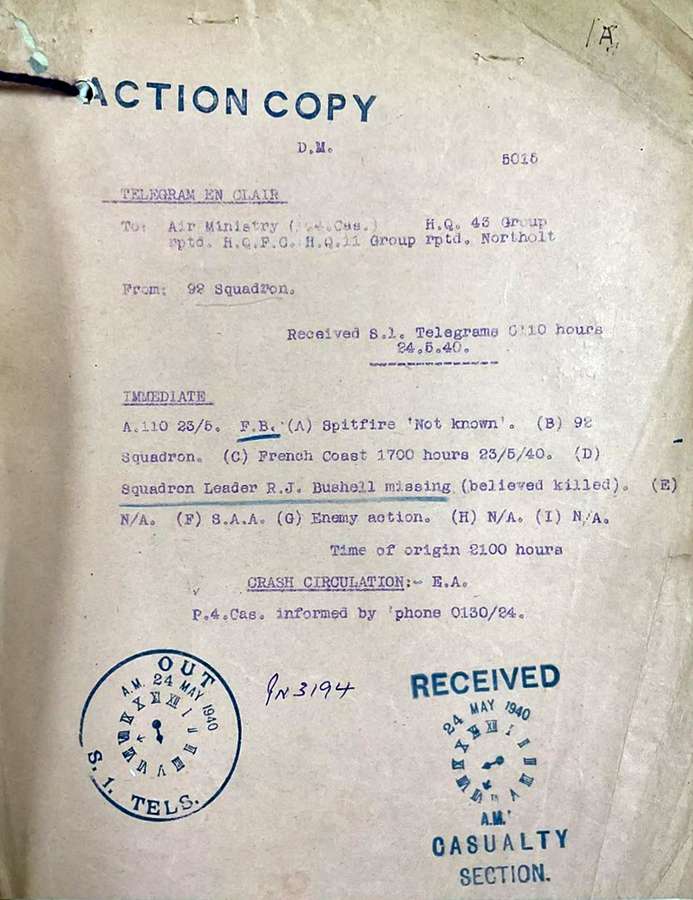 1A
ACTION COPY
D.M.
5015
TELEGRAM EN CLAIR
To: Air Ministry ( Cas.) H.Q. 43 Group
rptd. H.Q.F.C. H.Q.11 Group rptd. Northolt
From: 92 Squadron.
Received S.1. Telegrams 0110 hours
24.5.40.
IMMEDIATE
A.110 23/5. F.B. (A) Spitfire 'Not known'. (B) 92
Squadron. (C) French Coast 1700 hours 23/5/40. (D)
Squadron Leader R.J. Bushell missing (believed killed). (E)
N/A. (F) S.A.A. (G) Enemy action. (H) N/A. (I) N/A.
Time of origin 2100 hours
CRASH CIRCULATION:- E.A.
P.4.Cas. informed by 'phone 0130/24.
OUT
A.M. 24 MAY 1940
S. 1. TELS.
3194
RECEIVED
24 MAY 1940
A.M.
CASUALTY
SECTION.